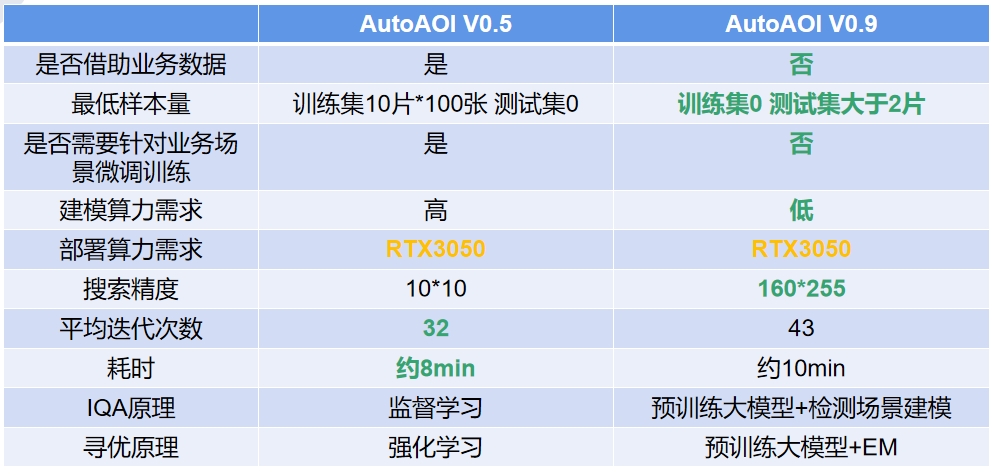 AutoAOI V0.5 AutoAOI V0.9
是否借助业务数据 是 否
最低样本量 训练集10片*100张 测试集0 训练集0 测试集大于2片
是否需要针对业务场 是 否
景微调训练
建模算力需求 高 低
部署算力需求 RTX3050 RTX3050
搜索精度 10*10 160*255
平均迭代次数 32 43
耗时 约8min 约10min
IQA原理 监督学习 预训练大模型+检测场景建模
寻优原理 强化学习 预训练大模型+EM